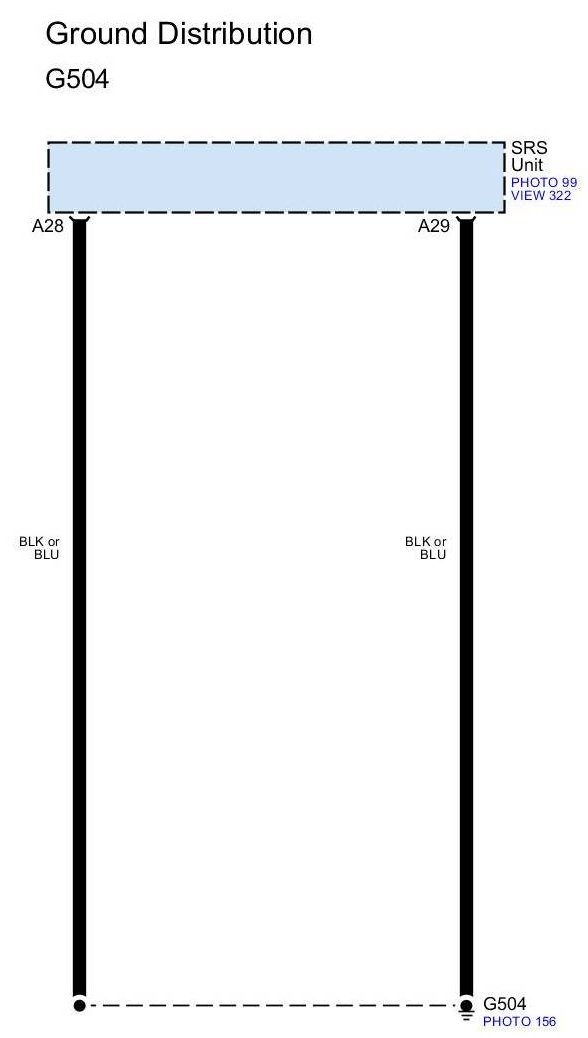 Ground Distribution
G504
SRS
Unit
PHOTO 99
VIEW 322
A28
A29
BLK or
BLU
BLK or
BLU
G504
PHOTO 156